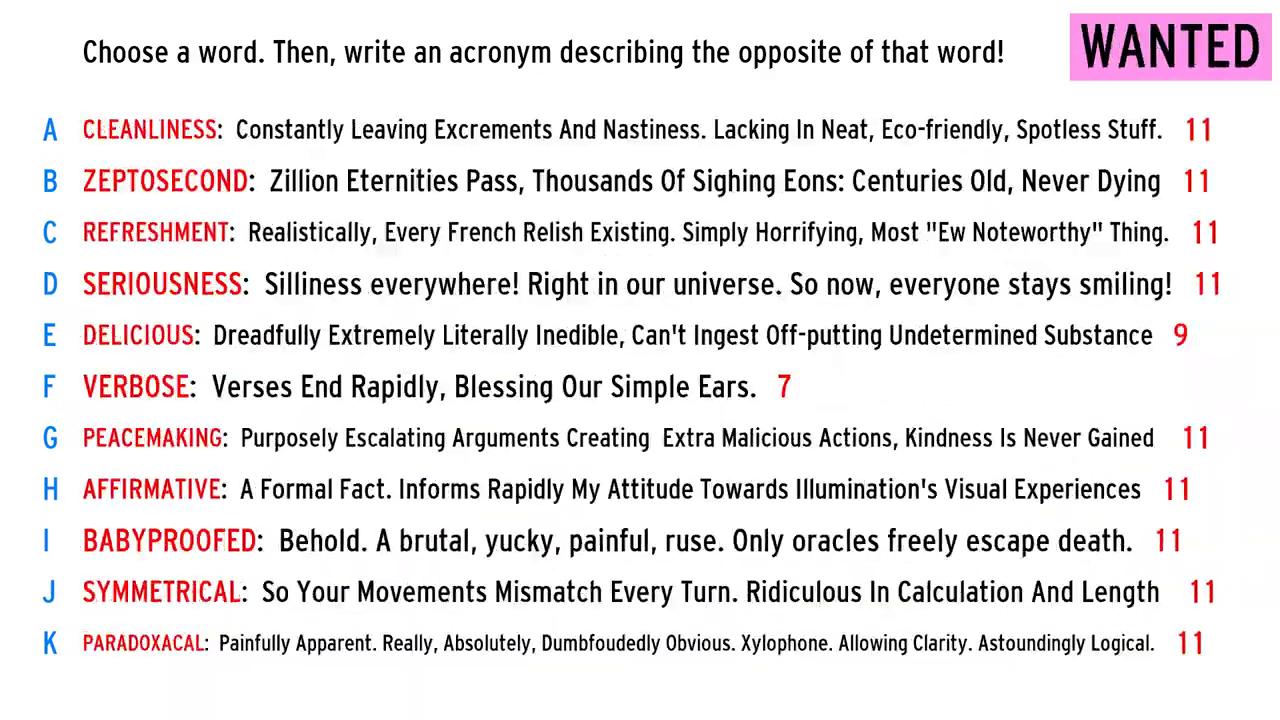 Choose a word. Then, write an acronym describing the opposite of that word!
WANTED
A CLEANLINESS: Constantly Leaving Excrements And Nastiness. Lacking In Neat, Eco-friendly, Spotless Stuff. 11
B ZEPTOSECOND: Zillion Eternities Pass, Thousands Of Sighing Eons: Centuries Old, Never Dying 11
C REFRESHMENT: Realistically, Every French Relish Existing. Simply Horrifying, Most "Ew Noteworthy" Thing. 11
D SERIOUSNESS: Silliness everywhere! Right in our universe. So now, everyone stays smiling! 11
E DELICIOUS: Dreadfully Extremely Literally Inedible, Can't Ingest Off-putting Undetermined Substance 9
F VERBOSE: Verses End Rapidly, Blessing Our Simple Ears. 7
G PEACEMAKING: Purposely Escalating Arguments Creating Extra Malicious Actions, Kindness Is Never Gained 11
H AFFIRMATIVE: A Formal Fact. Informs Rapidly My Attitude Towards Illumination's Visual Experiences 11
I BABYPROOFED: Behold. A brutal, yucky, painful, ruse. Only oracles freely escape death. 11
J SYMMETRICAL: So Your Movements Mismatch Every Turn. Ridiculous In Calculation And Length 11
K PARADOXACAL: Painfully Apparent. Really, Absolutely, Dumbfoudedly Obvious. Xylophone. Allowing Clarity. Astoundingly Logical. 11